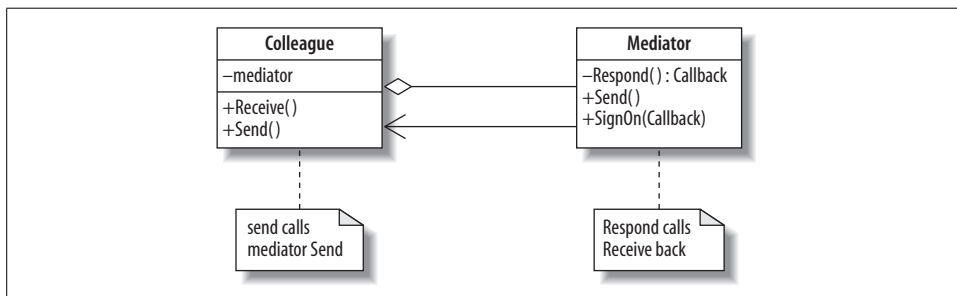 Colleague
–mediator
+Receive()
+Send()
Mediator
–Respond() : Callback
+Send()
+SignOn(Callback)
send calls
mediator Send
Respond calls
Receive back